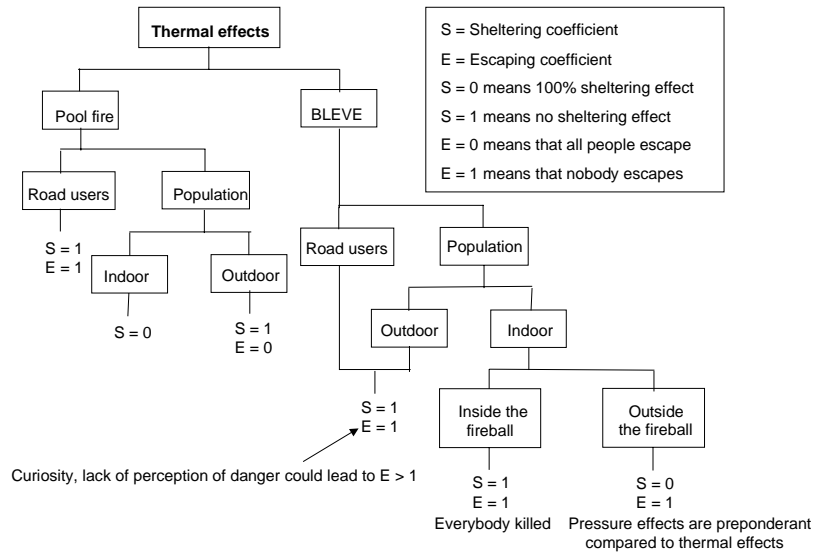 Thermal effects
S = Sheltering coefficient
E = Escaping coefficient
S = 0 means 100% sheltering effect
S = 1 means no sheltering effect
E = 0 means that all people escape
E = 1 means that nobody escapes
Pool fire
BLEVE
Road users
Population
S = 1
E = 1
Indoor
Outdoor
S = 0
S = 1
E = 0
Road users
Population
Outdoor
Indoor
S = 1
E = 1
Inside the
fireball
Outside
the fireball
Curiosity, lack of perception of danger could lead to E > 1
S = 1
E = 1
Everybody killed
S = 0
E = 1
Pressure effects are preponderant
compared to thermal effects